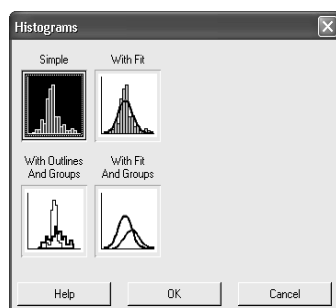 Histograms
Simple
With Fit
With Outlines
And Groups
With Fit
And Groups
Help
OK
Cancel